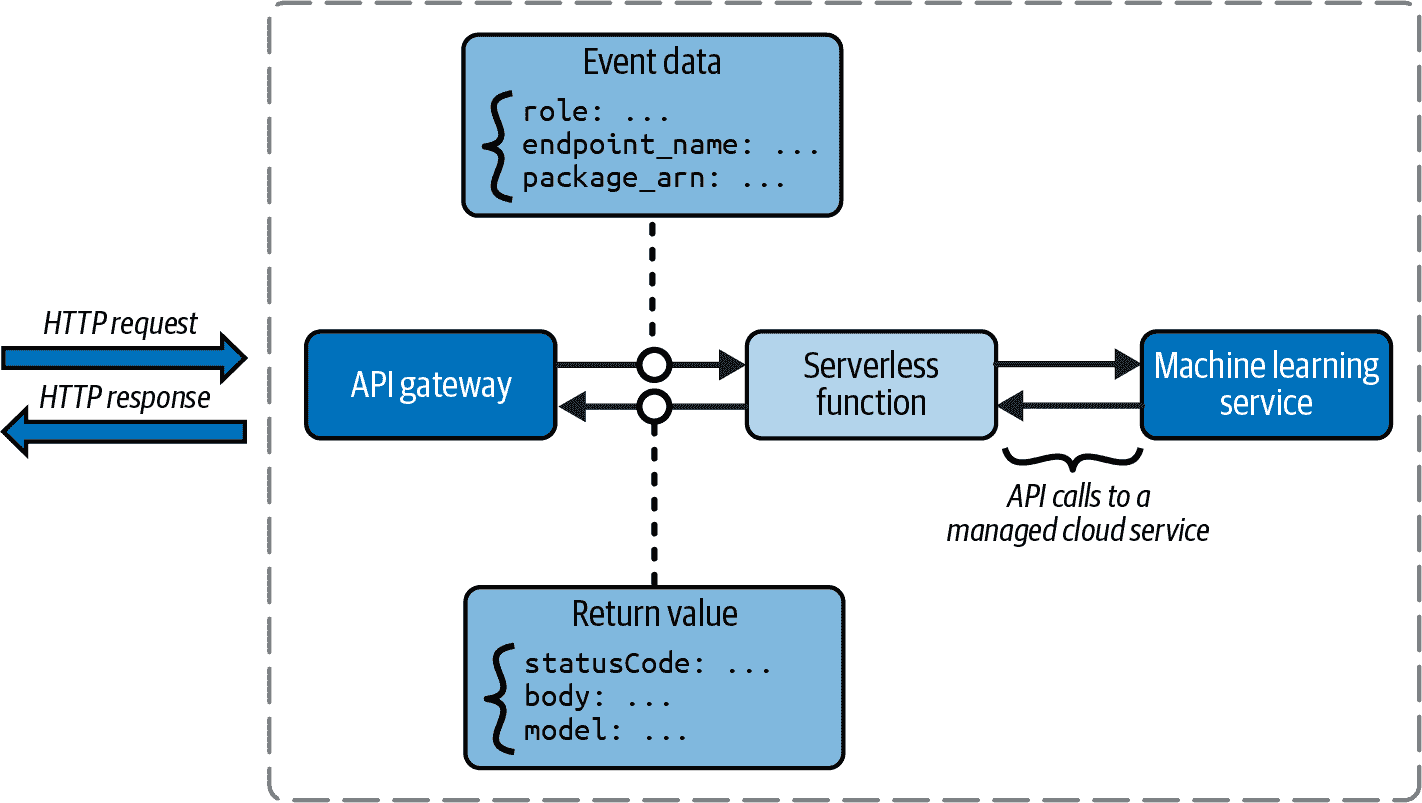 Event data
role: ...
endpoint_name: ...
package_arn: ...
HTTP request
HTTP response
API gateway
Serverless
function
Machine learning
service
API calls to a
managed cloud service
Return value
statusCode: ...
body: ...
model: ...